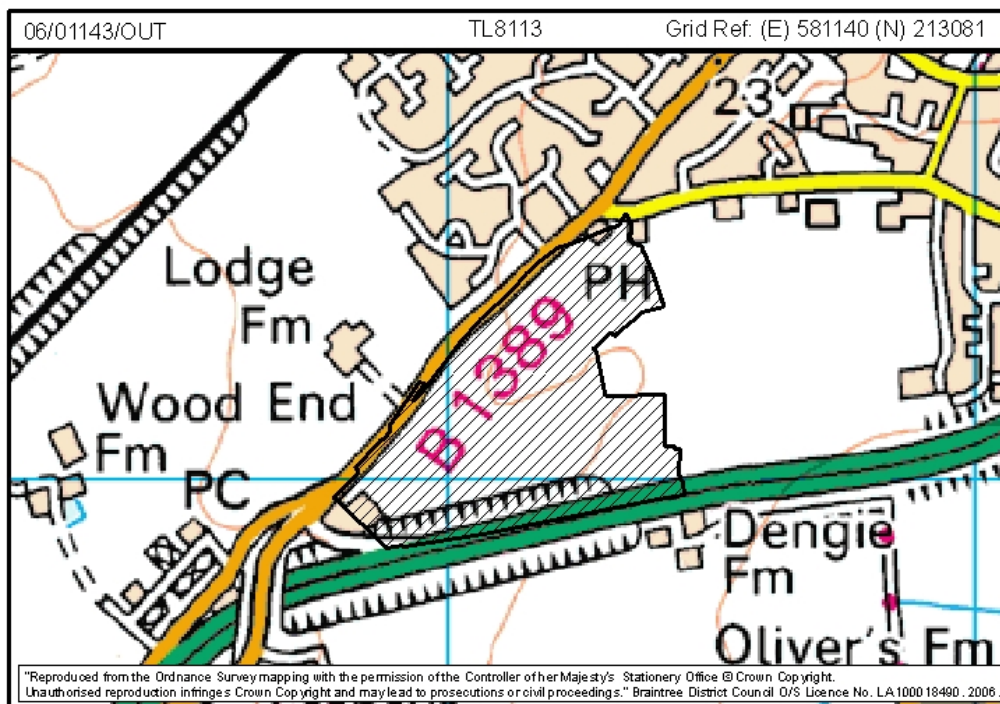 06/01143/OUT TL8113 Grid Ref: (E) 581140 (N) 213081
23
Lodge
Fm
PH
B 1389
Wood End
Fm
PC
Dengie
Fm
Oliver's Fm
"Reproduced from the Ordnance Survey mapping with the permission of the Controller of her Majesty's Stationery Office © Crown Copyright.
Unauthorised reproduction infringes Crown Copyright and may lead to prosecutions or civil proceedings." Braintree District Council O/S Licence No. LA 100018490. 2006.